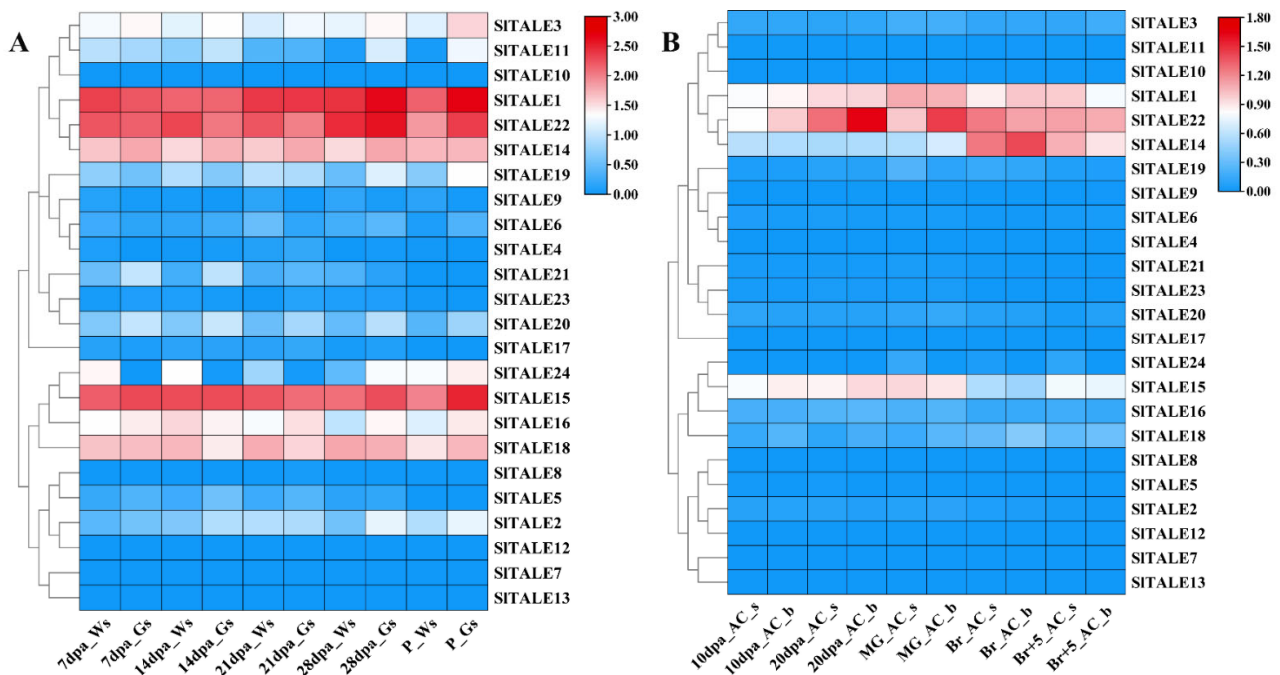 A
SlTALE3
SlTALE11
SlTALE10
SlTALE1
SlTALE22
SlTALE14
SlTALE19
SlTALE9
SlTALE6
SlTALE4
SlTALE21
SlTALE23
SlTALE20
SlTALE17
SlTALE24
SlTALE15
SlTALE16
SlTALE18
SlTALE8
SlTALE5
SlTALE2
SlTALE12
SlTALE7
SlTALE13
3.00
2.50
2.00
1.50
1.00
0.50
0.00
7dpa_Ws
7dpa_Gs
14dpa_Ws
14dpa_Gs
21dpa_Ws
21dpa_Gs
28dpa_Ws
28dpa_Gs
P_Ws
P_Gs
B
SlTALE3
SlTALE11
SlTALE10
SlTALE1
SlTALE22
SlTALE14
SlTALE19
SlTALE9
SlTALE6
SlTALE4
SlTALE21
SlTALE23
SlTALE20
SlTALE17
SlTALE24
SlTALE15
SlTALE16
SlTALE18
SlTALE8
SlTALE5
SlTALE2
SlTALE12
SlTALE7
SlTALE13
1.80
1.50
1.20
0.90
0.60
0.30
0.00
10dpa_AC_s
10dpa_AC_b
20dpa_AC_s
20dpa_AC_b
MG_AC_s
MG_AC_b
Br_AC_s
Br_AC_b
Br+5_AC_s
Br+5_AC_b